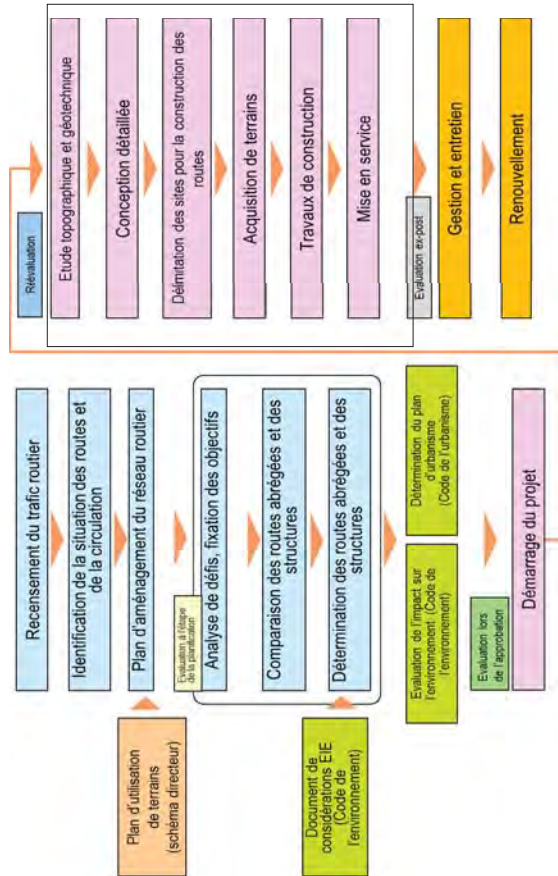 Recensement du trafic routier
Identification de la situation des routes et
de la circulation
Plan d'utilisation
de terrains
(schéma directeur)
Plan d'aménagement du réseau routier
Evaluation à l'étape
de la planification
Analyse de défis, fixation des objectifs
Comparaison des routes abrégées et des
structures
Document de
considérations EIE
(Code de
l'environnement)
Détermination des routes abrégées et des
structures
Evaluation de l'impact sur
l'environnement (Code de
l'environnement)
Détermination du plan
d'urbanisme
(Code de l'urbanisme)
Evaluation lors
de l'approbation
Démarrage du projet
Réévaluation
Etude topographique et géotechnique
Conception détaillée
Délimitation des sites pour la construction des
routes
Acquisition de terrains
Travaux de construction
Mise en service
Evaluation ex-post
Gestion et entretien
Renouvellement